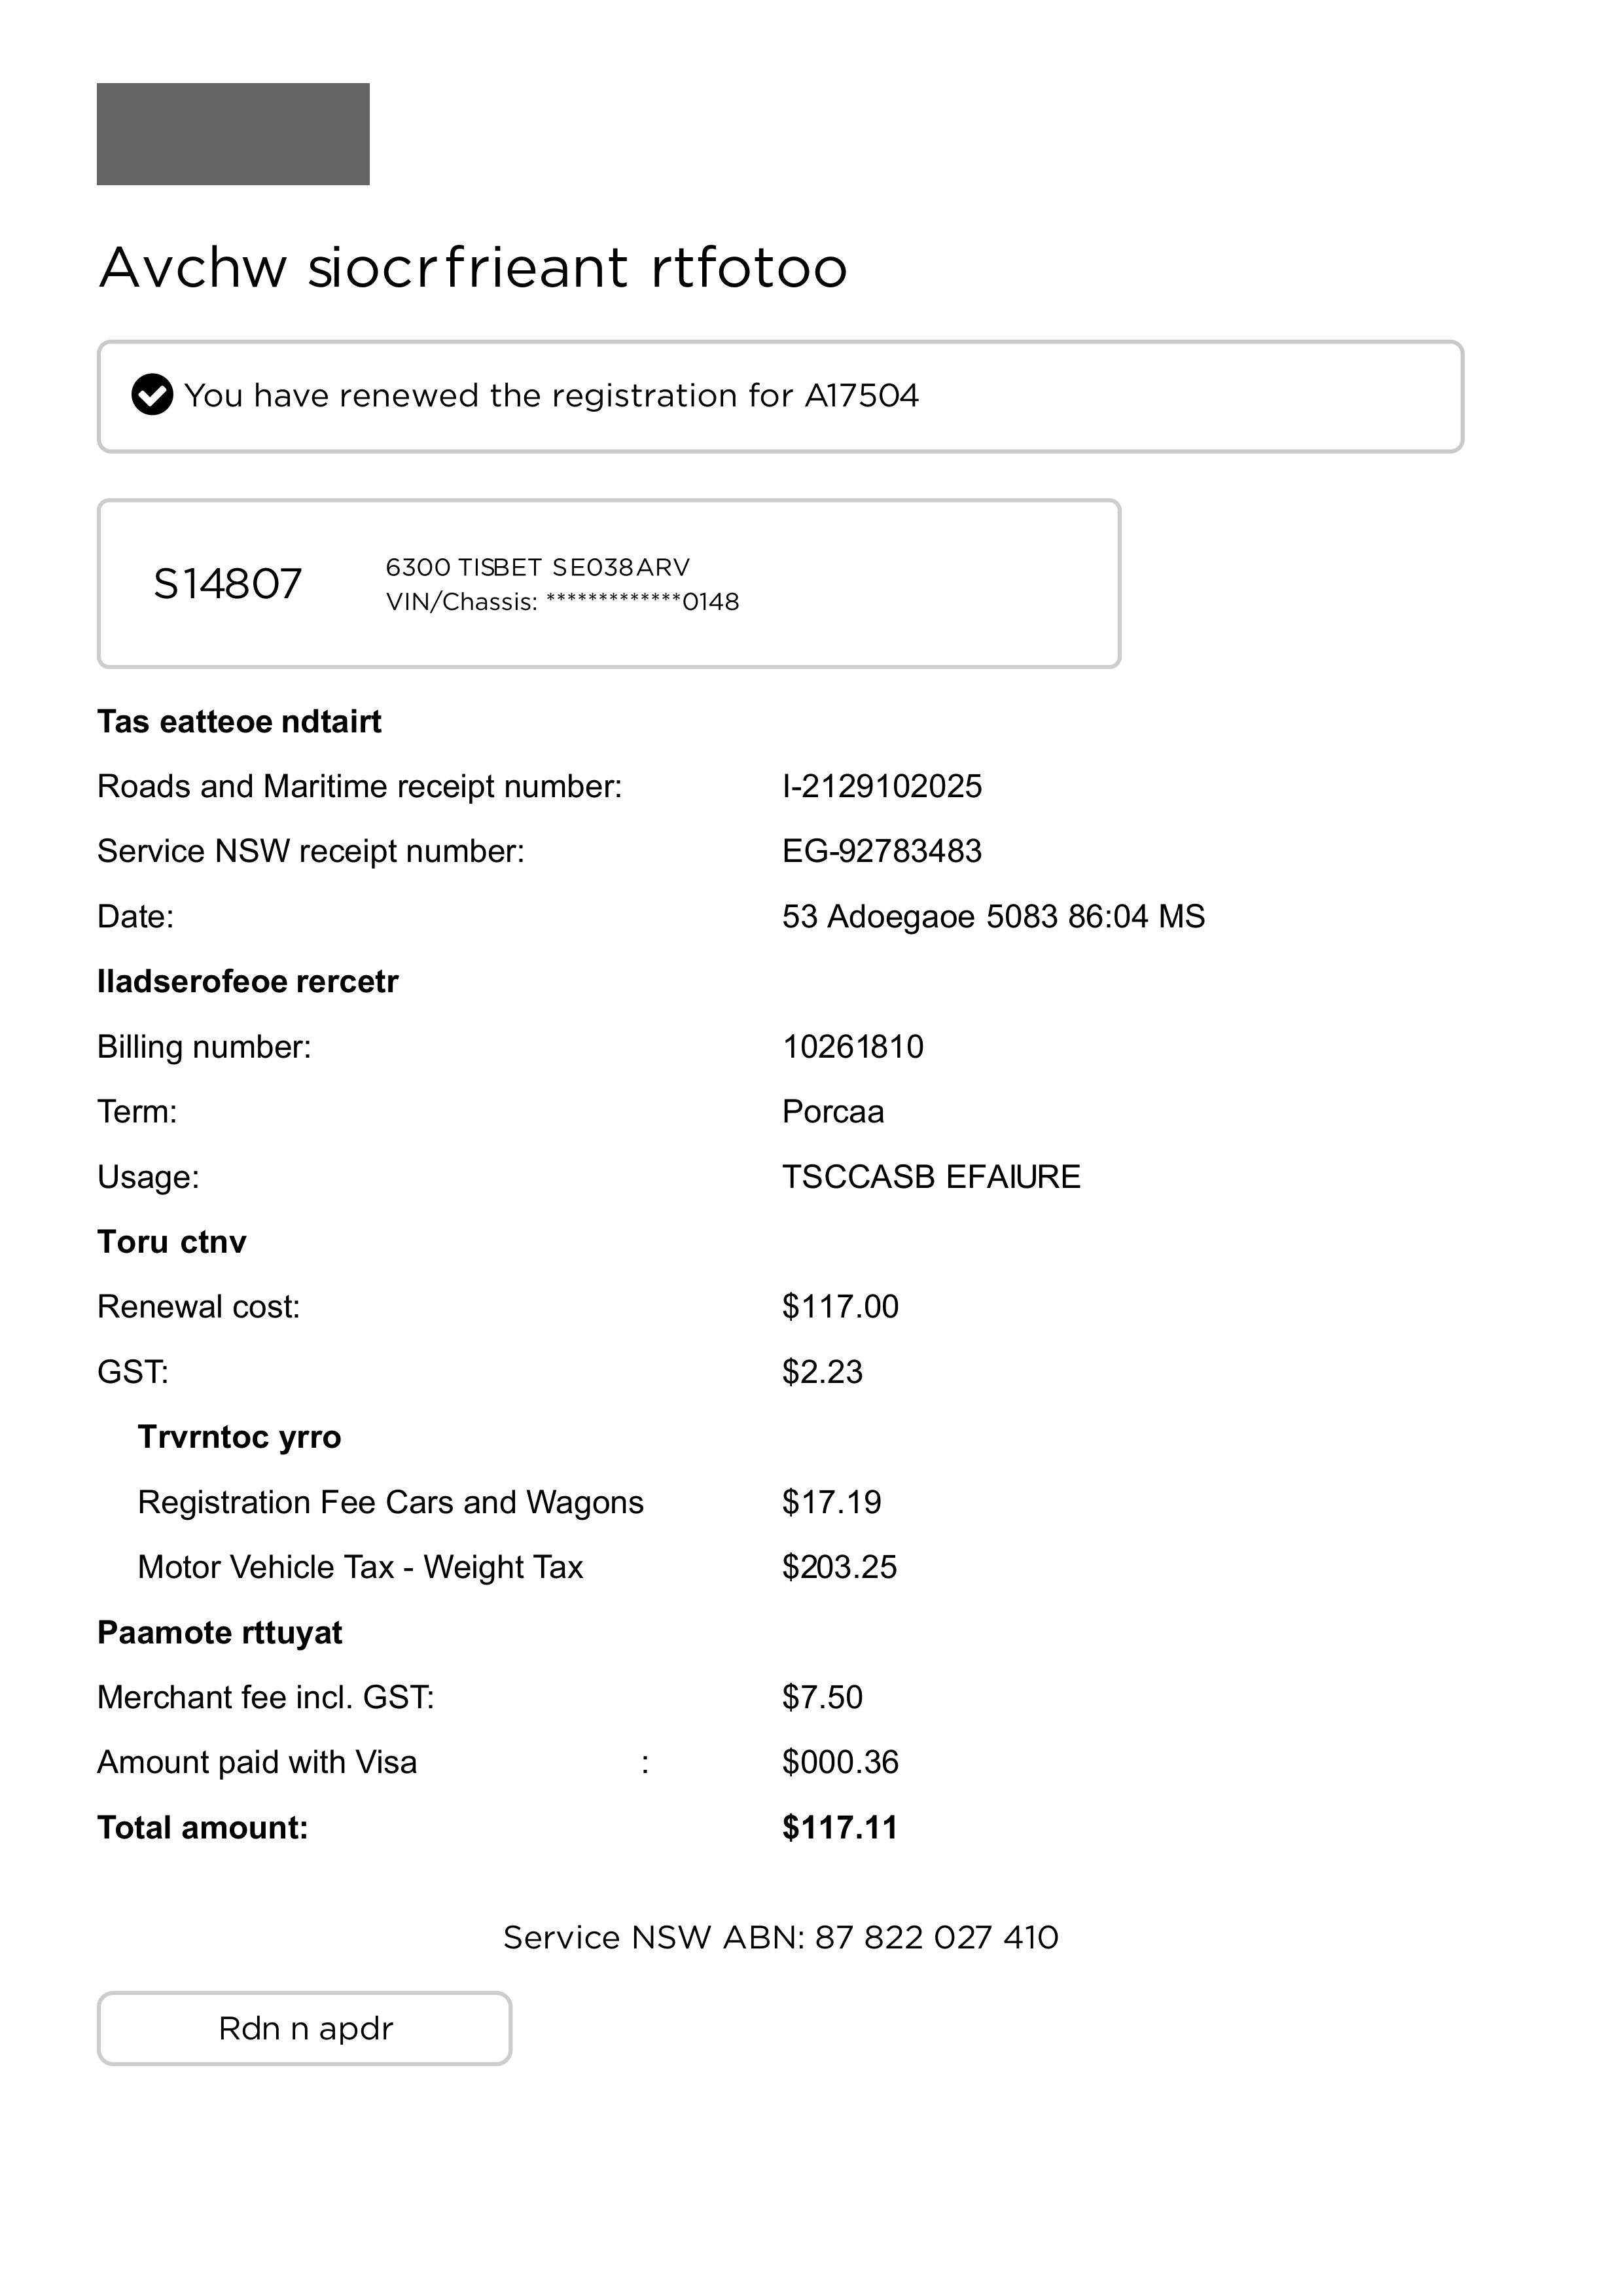 Avchw siocrfrieant rtfotoo
You have renewed the registration for A17504
S14807
6300 TISBET SE038ARV
VIN/Chassis: *************0148
Tas eatteoe ndtairt
Roads and Maritime receipt number: I-2129102025
Service NSW receipt number: EG-92783483
Date: 53 Adoegaoe 5083 86:04 MS
lladserofeoe rercetr
Billing number: 10261810
Term: Porcaa
Usage: TSCCASB EFAIURE
Toru ctnv
Renewal cost: $117.00
GST: $2.23
Trvrntoc yrro
Registration Fee Cars and Wagons $17.19
Motor Vehicle Tax - Weight Tax $203.25
Paamote rttuyat
Merchant fee incl. GST: $7.50
Amount paid with Visa : $000.36
Total amount: $117.11
Service NSW ABN: 87 822 027 410
Rdn n apdr